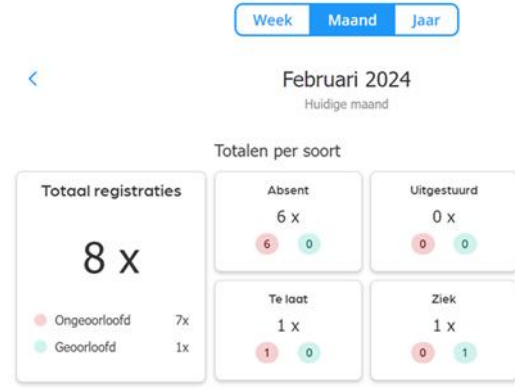 Week Maand Jaar
Februari 2024
Huidige maand
Totalen per soort
Totaal registraties
8 x
Ongeoorloofd 7x
Geoorloofd 1x
Absent
6 x
6 0
Uitgestuurd
0 x
0 0
Te laat
1 x
1 0
Ziek
1 x
0 1